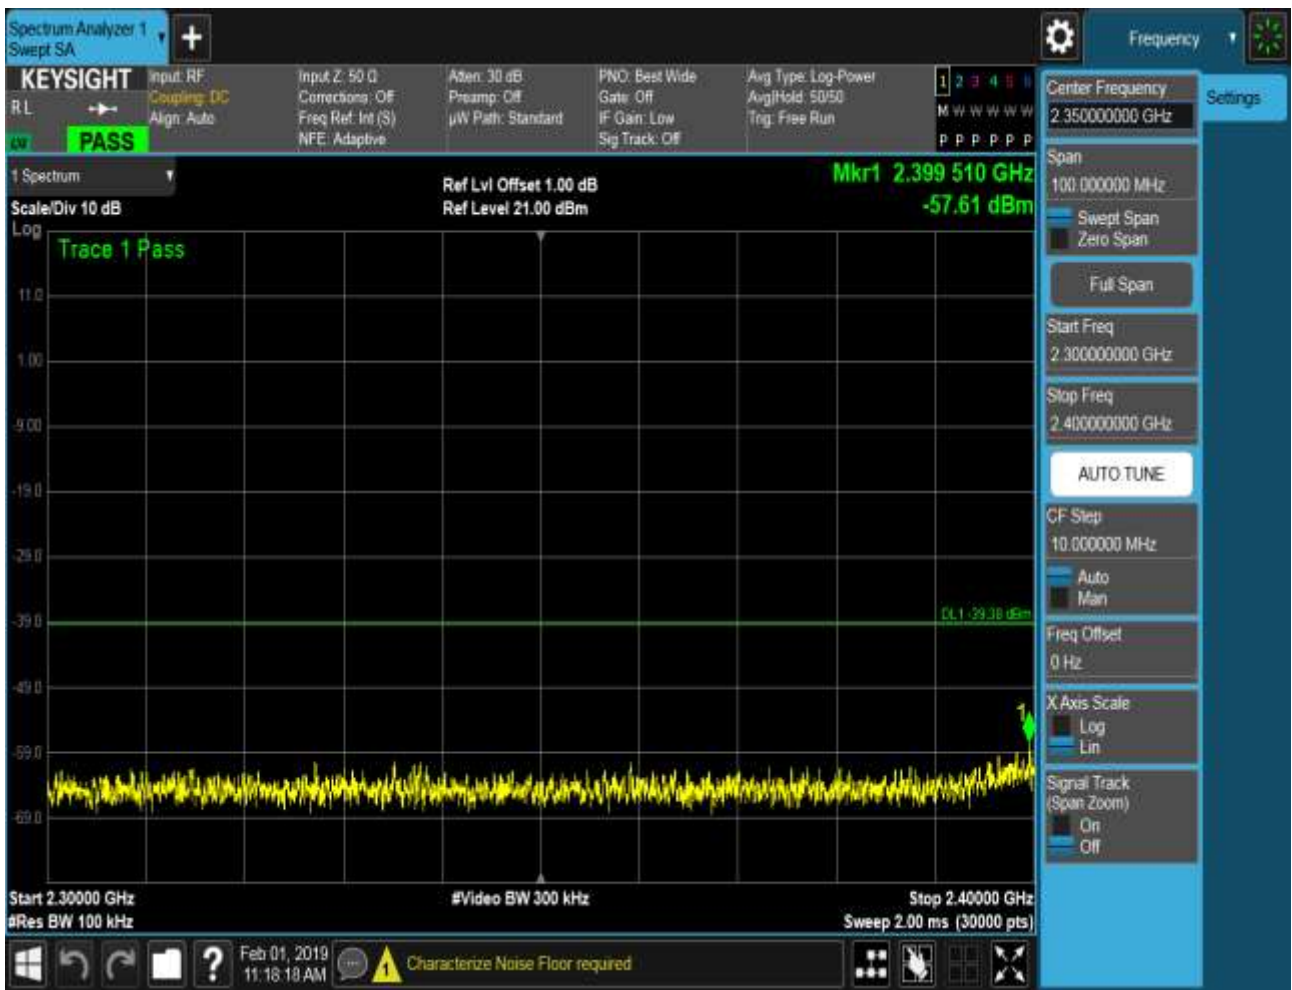 Spectrum Analyzer 1
Swept SA
+
Frequency
KEYSIGHT
R L
PASS
Input: RF
Coupling: DC
Align: Auto
Input Z: 50 Ω
Corrections: Off
Freq Ref: Int (S)
NFE: Adaptive
Atten: 30 dB
Preamp: Off
µW Path: Standard
PNO: Best Wide
Gate: Off
IF Gain: Low
Sig Track: Off
Avg Type: Log-Power
Avg|Hold: 50/50
Trig: Free Run
1 2 3 4 5 6
M W W W W W
P P P P P P
1 Spectrum
Scale/Div 10 dB
Log
Ref Lvl Offset 1.00 dB
Ref Level 21.00 dBm
Mkr1 2.399 510 GHz
-57.61 dBm
Trace 1 Pass
11.0
1.00
-9.00
-19.0
-29.0
-39.0
-49.0
-59.0
-69.0
DL1 -39.38 dBm
1
Start 2.30000 GHz
#Res BW 100 kHz
#Video BW 300 kHz
Stop 2.40000 GHz
Sweep 2.00 ms (30000 pts)
Center Frequency
2.350000000 GHz
Settings
Span
100.000000 MHz
Swept Span
Zero Span
Full Span
Start Freq
2.300000000 GHz
Stop Freq
2.400000000 GHz
AUTO TUNE
CF Step
10.000000 MHz
Auto
Man
Freq Offset
0 Hz
X Axis Scale
Log
Lin
Signal Track
(Span Zoom)
On
Off
?
Feb 01, 2019
11:18:18 AM
1
Characterize Noise Floor required